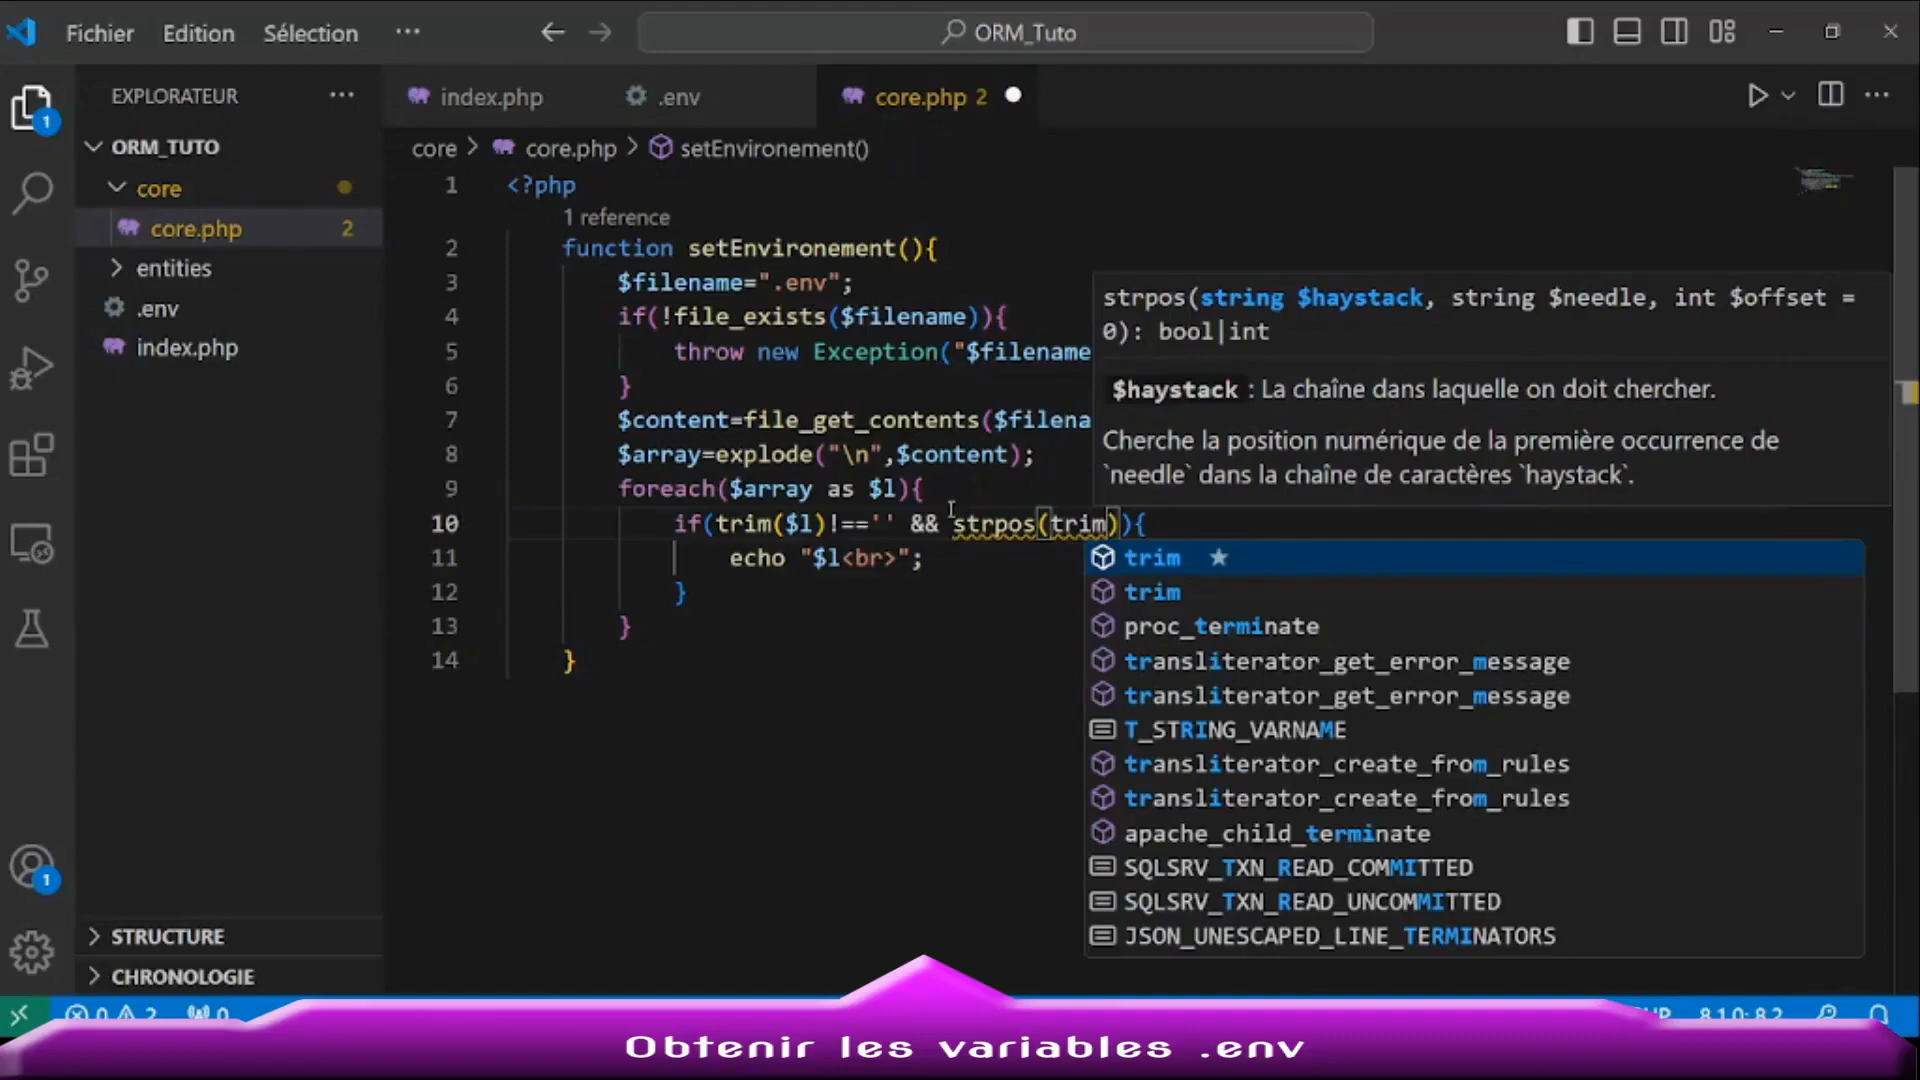 Fichier Edition Sélection ··· ORM_Tuto
EXPLORATEUR ···
index.php .env core.php 2
ORM_TUTO
core
core.php 2
entities
.env
index.php
core > core.php > setEnvironement()
1 <?php
1 reference
2 function setEnvironement(){
3 $filename=".env";
4 if(!file_exists($filename)){
5 throw new Exception("$filename
6 }
7 $content=file_get_contents($filena
8 $array=explode("\n",$content);
9 foreach($array as $l){
10 if(trim($l)!=='' && strpos(trim)){
11 echo "$l<br>";
12 }
13 }
14 }
strpos(string $haystack, string $needle, int $offset =
0): bool|int
$haystack : La chaîne dans laquelle on doit chercher.
Cherche la position numérique de la première occurrence de
`needle` dans la chaîne de caractères `haystack`.
trim
trim
proc_terminate
transliterator_get_error_message
transliterator_get_error_message
T_STRING_VARNAME
transliterator_create_from_rules
transliterator_create_from_rules
apache_child_terminate
SQLSRV_TXN_READ_COMMITTED
SQLSRV_TXN_READ_UNCOMMITTED
JSON_UNESCAPED_LINE_TERMINATORS
1
1
STRUCTURE
CHRONOLOGIE
0 2 0
Obtenir les variables .env